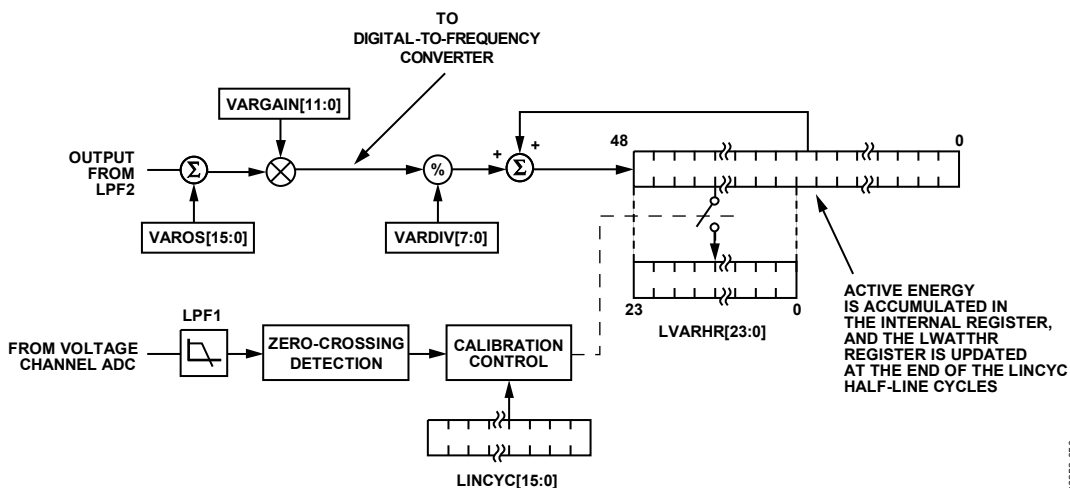 TO
DIGITAL-TO-FREQUENCY
CONVERTER
VARGAIN[11:0]
OUTPUT
FROM
LPF2
Σ
%
+
+
Σ
48
0
VAROS[15:0]
VARDIV[7:0]
23
0
LVARHR[23:0]
ACTIVE ENERGY
IS ACCUMULATED IN
THE INTERNAL REGISTER,
AND THE LWATTHR
REGISTER IS UPDATED
AT THE END OF THE LINCYC
HALF-LINE CYCLES
LPF1
FROM VOLTAGE
CHANNEL ADC
ZERO-CROSSING
DETECTION
CALIBRATION
CONTROL
LINCYC[15:0]